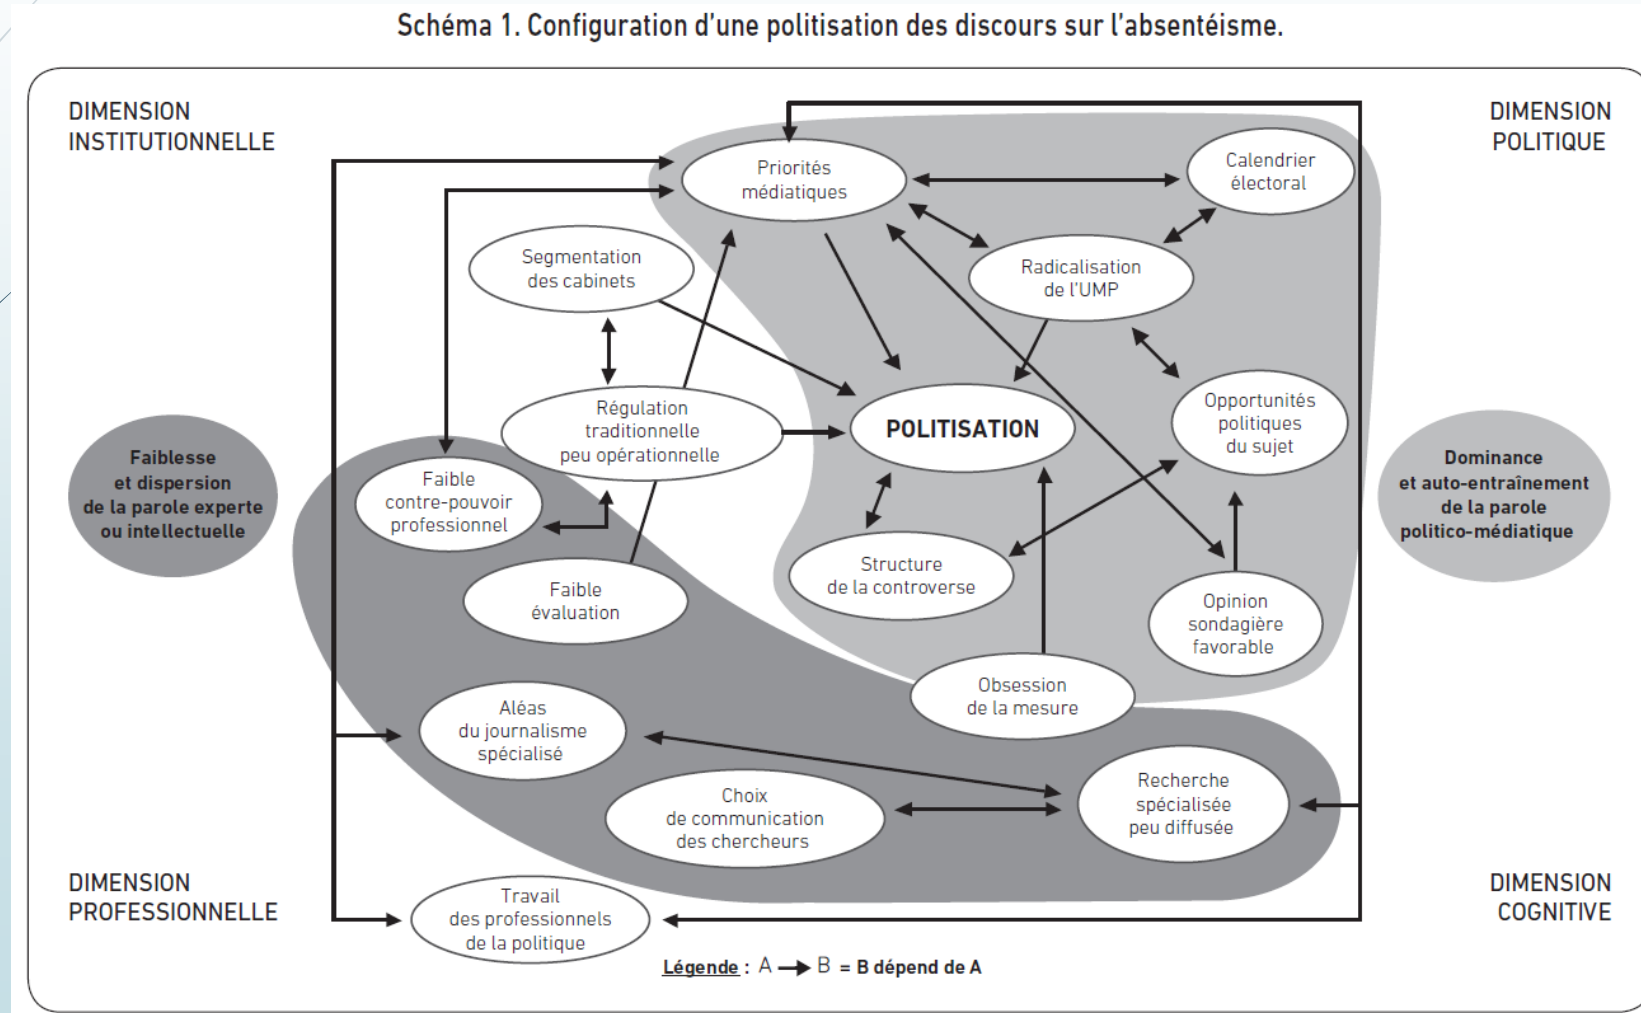 Schéma 1. Configuration d'une politisation des discours sur l'absentéisme.
DIMENSION
INSTITUTIONNELLE
DIMENSION
POLITIQUE
Priorités
médiatiques
Calendrier
électoral
Segmentation
des cabinets
Radicalisation
de l'UMP
Régulation
traditionnelle
peu opérationnelle
POLITISATION
Opportunités
politiques
du sujet
Faiblesse
et dispersion
de la parole experte
ou intellectuelle
Faible
contre-pouvoir
professionnel
Dominance
et auto-entraînement
de la parole
politico-médiatique
Structure
de la controverse
Faible
évaluation
Opinion
sondagière
favorable
Obsession
de la mesure
Aléas
du journalisme
spécialisé
Choix
de communication
des chercheurs
Recherche
spécialisée
peu diffusée
DIMENSION
PROFESSIONNELLE
Travail
des professionnels
de la politique
DIMENSION
COGNITIVE
Légende : A → B = B dépend de A